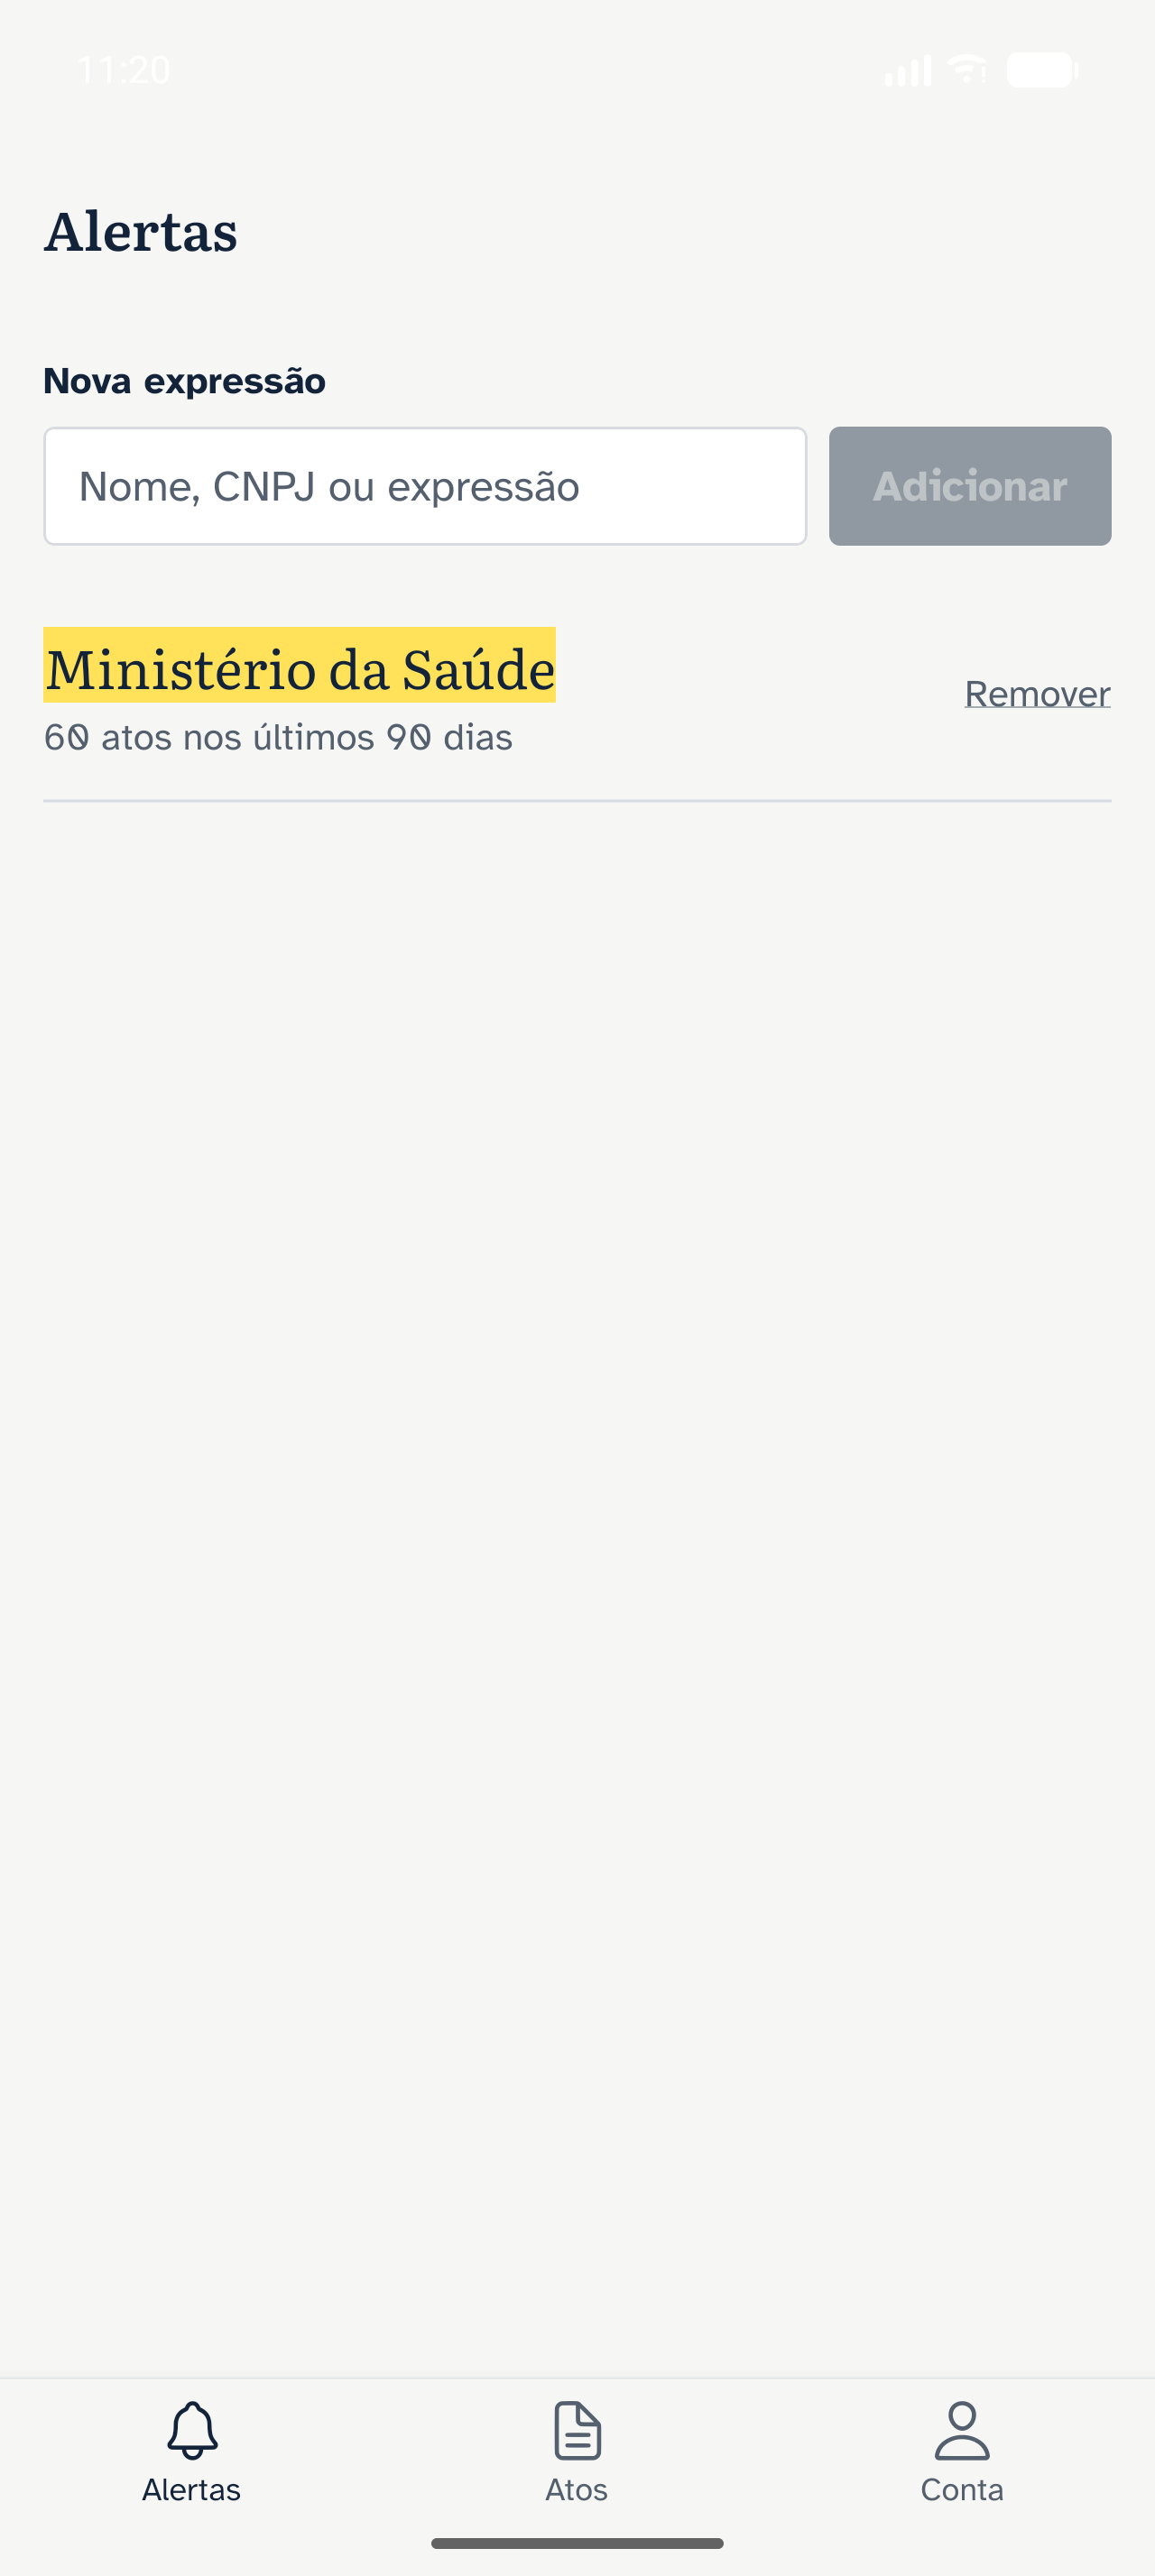 11:20
Alertas
Nova expressão
Nome, CNPJ ou expressão
Adicionar
Ministério da Saúde
Remover
60 atos nos últimos 90 dias
Alertas
Atos
Conta